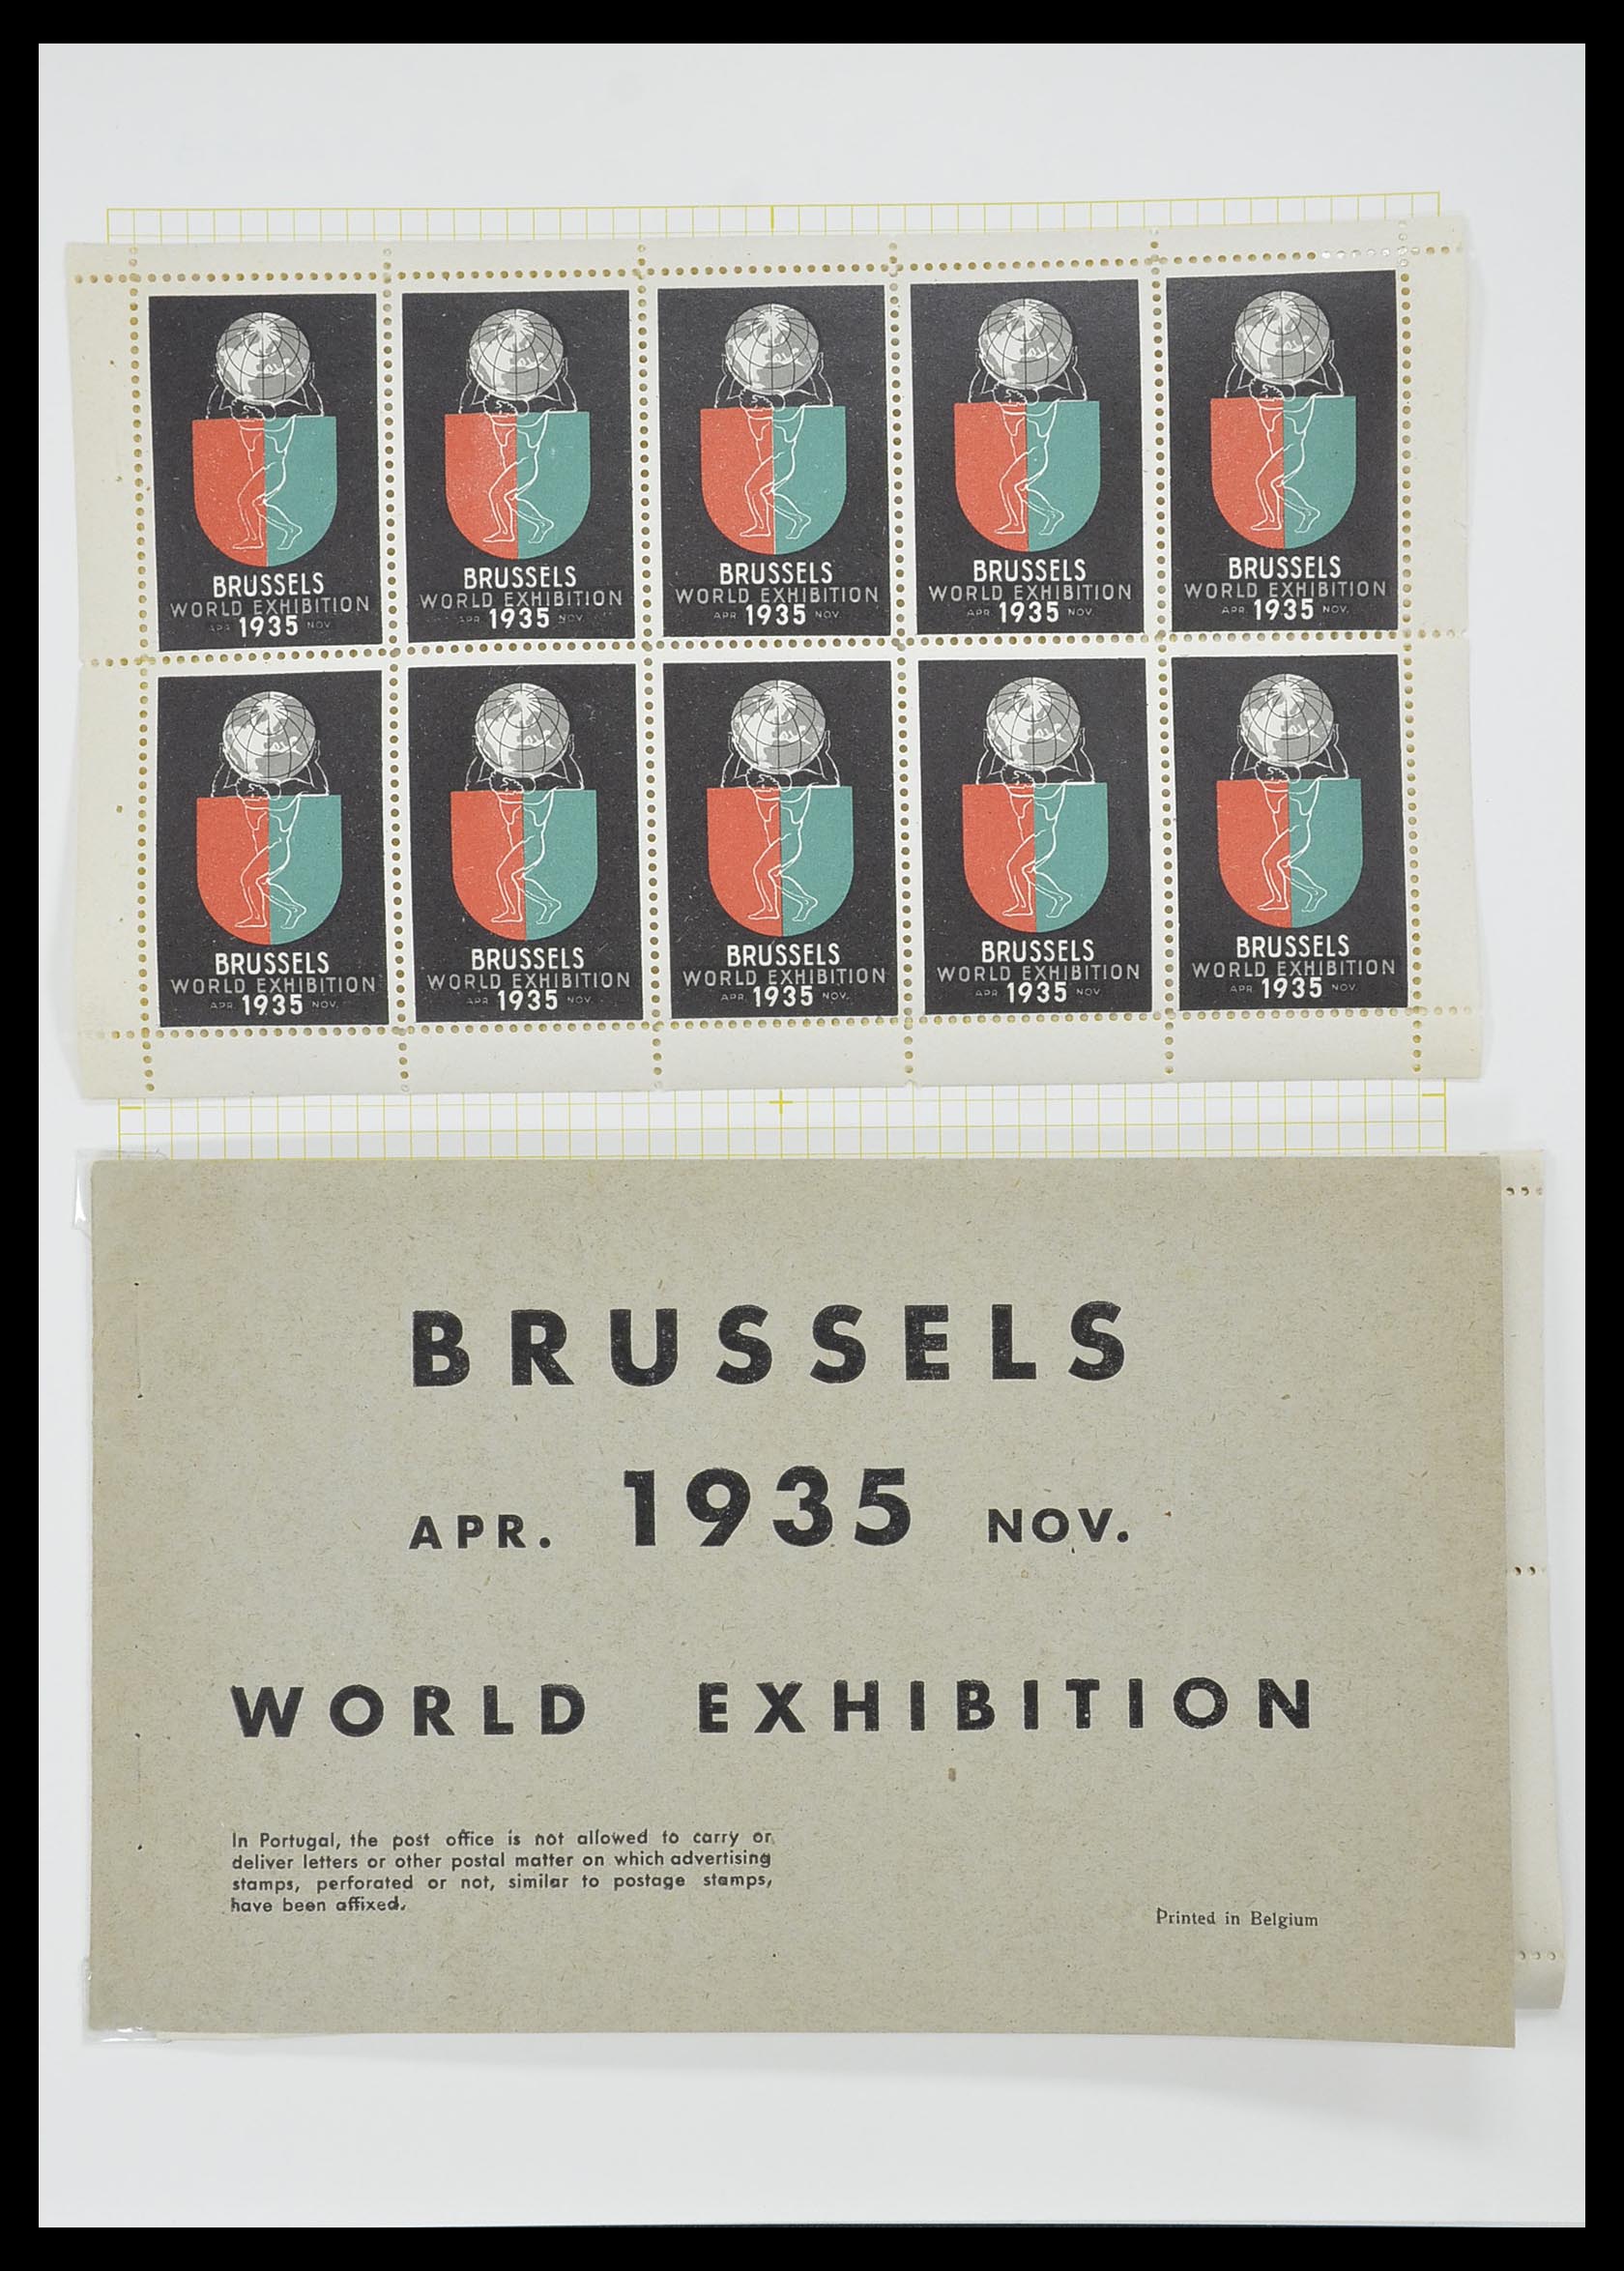 BRUSSELS
WORLD EXHIBITION
APR 1935 NOV.
BRUSSELS
WORLD EXHIBITION
APR 1935 NOV.
BRUSSELS
WORLD EXHIBITION
APR 1935 NOV.
BRUSSELS
WORLD EXHIBITION
APR. 1935 NOV.
BRUSSELS
WORLD EXHIBITION
APR 1935 NOV.
BRUSSELS
WORLD EXHIBITION
APR. 1935 NOV.
BRUSSELS
WORLD EXHIBITION
APR 1935 NOV.
BRUSSELS
WORLD EXHIBITION
APR. 1935 NOV.
BRUSSELS
WORLD EXHIBITION
APR 1935 NOV.
BRUSSELS
WORLD EXHIBITION
APR. 1935 NOV.
BRUSSELS
APR. 1935 NOV.
WORLD EXHIBITION
In Portugal, the post office is not allowed to carry or
deliver letters or other postal matter on which advertising
stamps, perforated or not, similar to postage stamps,
have been affixed.
Printed in Belgium